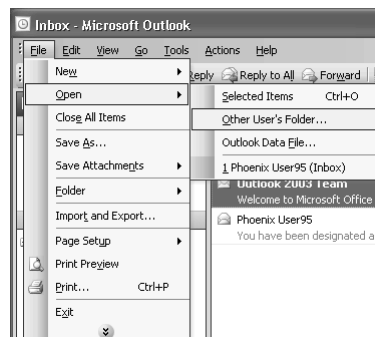 Inbox - Microsoft Outlook
File Edit View Go Tools Actions Help
New
Reply to All Forward
Open
Selected Items Ctrl+O
Close All Items
Other User's Folder...
Save As...
Outlook Data File...
Save Attachments
1 Phoenix User95 (Inbox)
Folder
Outlook 2003 Team
Welcome to Microsoft Office
Import and Export...
Phoenix User95
Page Setup
You have been designated a
Print Preview
Print... Ctrl+P
Exit